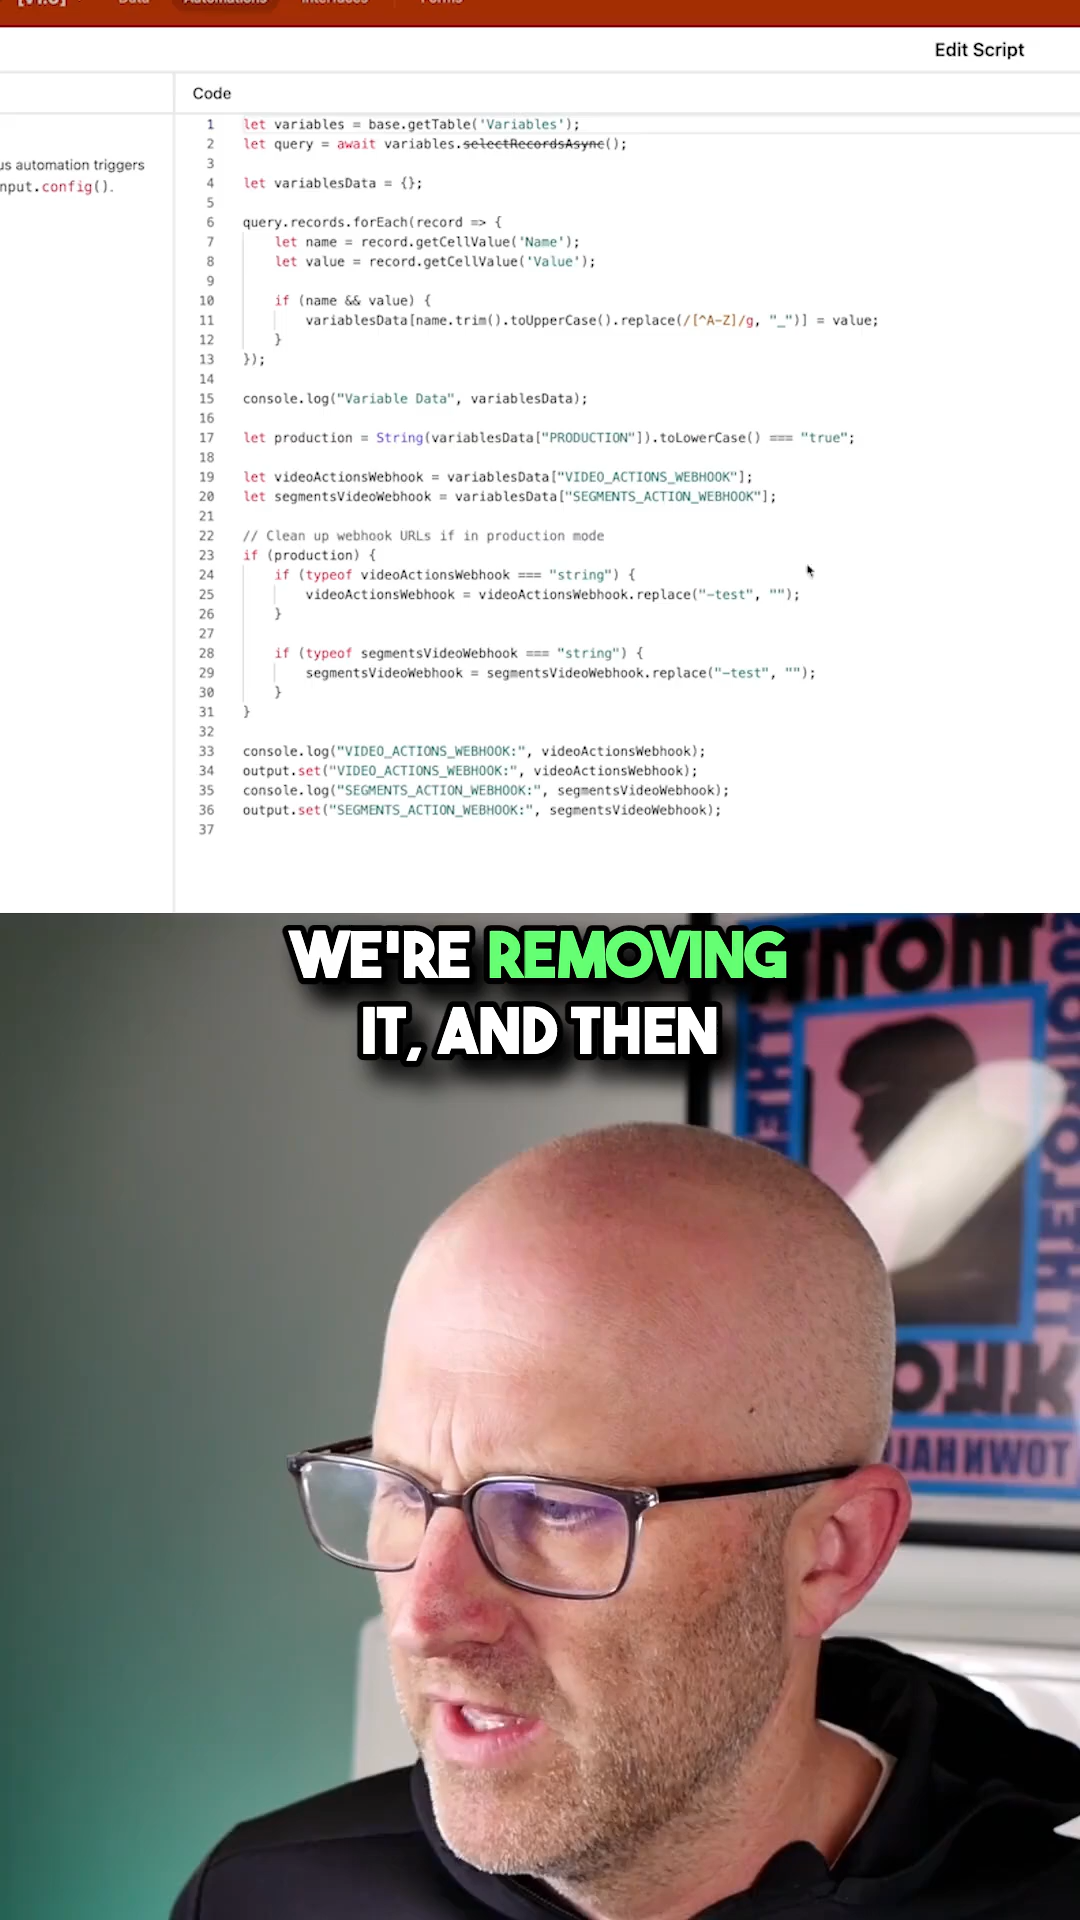 Data Automations Interfaces Forms
Edit Script
Code
us automation triggers
nput.config().
1 let variables = base.getTable('Variables');
2 let query = await variables.selectRecordsAsync();
3
4 let variablesData = {};
5
6 query.records.forEach(record => {
7 let name = record.getCellValue('Name');
8 let value = record.getCellValue('Value');
9
10 if (name && value) {
11 variablesData[name.trim().toUpperCase().replace(/[^A-Z]/g, "_")] = value;
12 }
13 });
14
15 console.log("Variable Data", variablesData);
16
17 let production = String(variablesData["PRODUCTION"]).toLowerCase() === "true";
18
19 let videoActionsWebhook = variablesData["VIDEO_ACTIONS_WEBHOOK"];
20 let segmentsVideoWebhook = variablesData["SEGMENTS_ACTION_WEBHOOK"];
21
22 // Clean up webhook URLs if in production mode
23 if (production) {
24 if (typeof videoActionsWebhook === "string") {
25 videoActionsWebhook = videoActionsWebhook.replace("-test", "");
26 }
27
28 if (typeof segmentsVideoWebhook === "string") {
29 segmentsVideoWebhook = segmentsVideoWebhook.replace("-test", "");
30 }
31 }
32
33 console.log("VIDEO_ACTIONS_WEBHOOK:", videoActionsWebhook);
34 output.set("VIDEO_ACTIONS_WEBHOOK:", videoActionsWebhook);
35 console.log("SEGMENTS_ACTION_WEBHOOK:", segmentsVideoWebhook);
36 output.set("SEGMENTS_ACTION_WEBHOOK:", segmentsVideoWebhook);
37
WE'RE REMOVING
IT, AND THEN